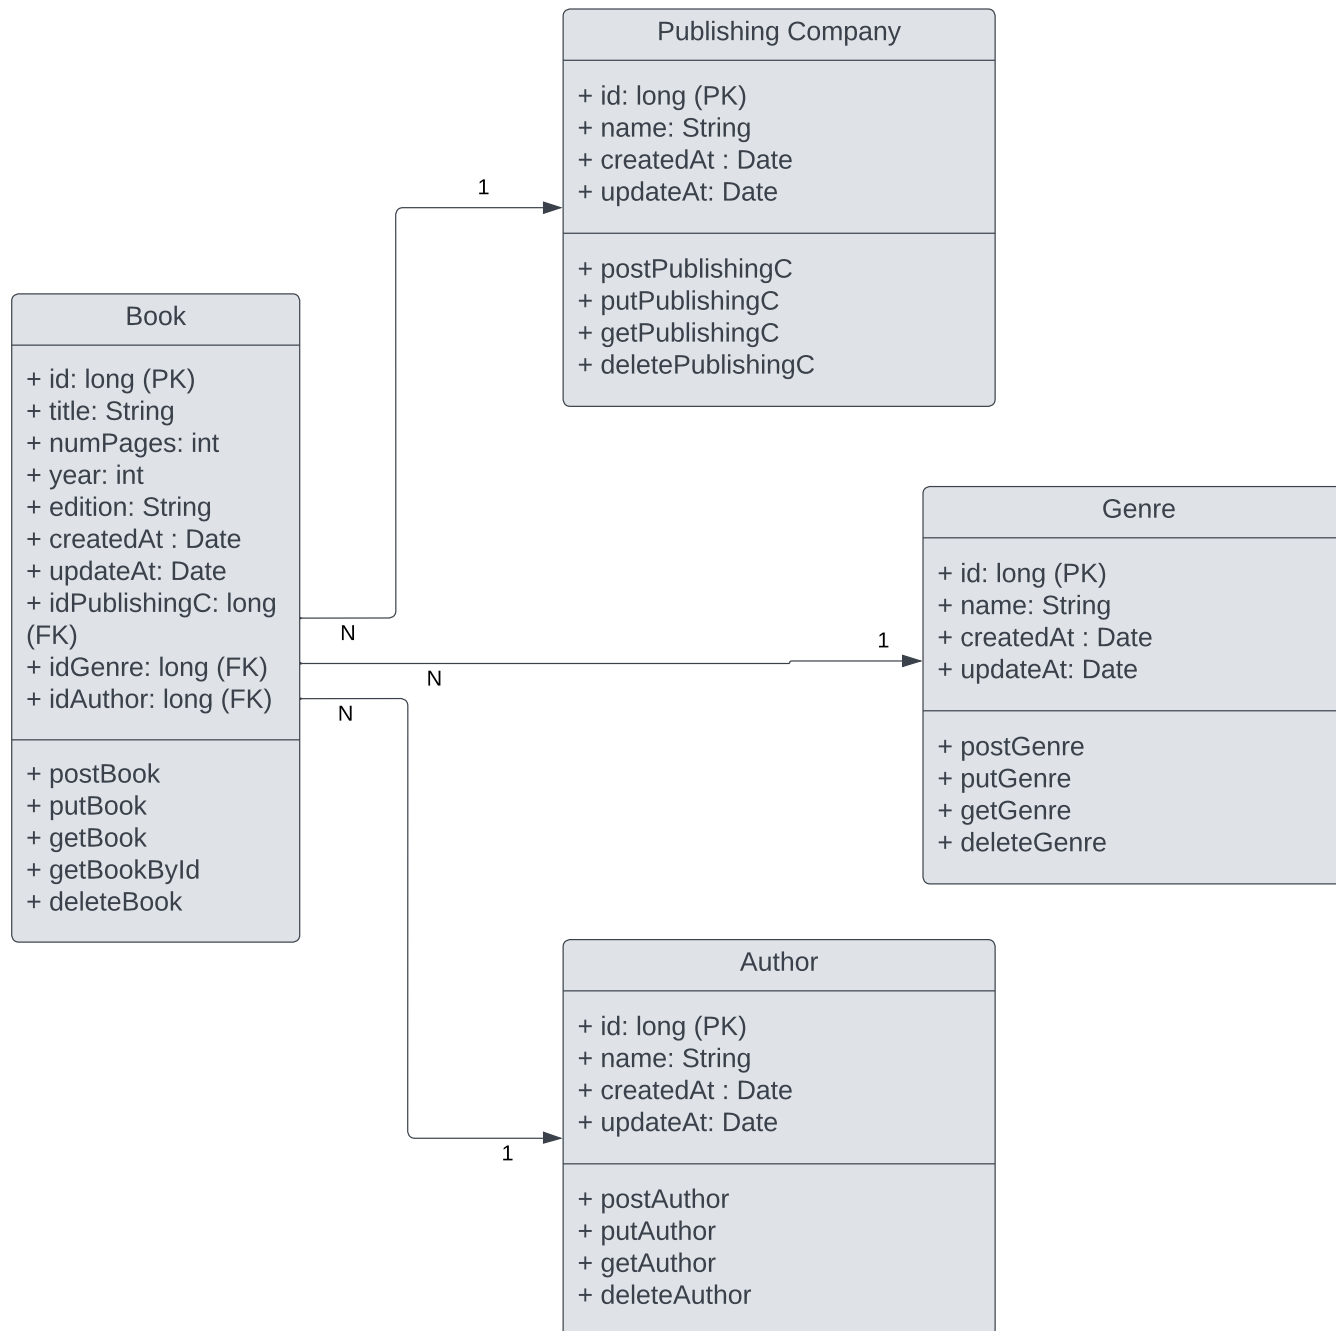 Publishing Company
+ id: long (PK)
+ name: String
+ createdAt : Date
+ updateAt: Date
+ postPublishingC
+ putPublishingC
+ getPublishingC
+ deletePublishingC
1
Book
+ id: long (PK)
+ title: String
+ numPages: int
+ year: int
+ edition: String
+ createdAt : Date
+ updateAt: Date
+ idPublishingC: long
(FK)
+ idGenre: long (FK)
+ idAuthor: long (FK)
+ postBook
+ putBook
+ getBook
+ getBookById
+ deleteBook
N
N
N
1
Genre
+ id: long (PK)
+ name: String
+ createdAt : Date
+ updateAt: Date
+ postGenre
+ putGenre
+ getGenre
+ deleteGenre
1
Author
+ id: long (PK)
+ name: String
+ createdAt : Date
+ updateAt: Date
+ postAuthor
+ putAuthor
+ getAuthor
+ deleteAuthor